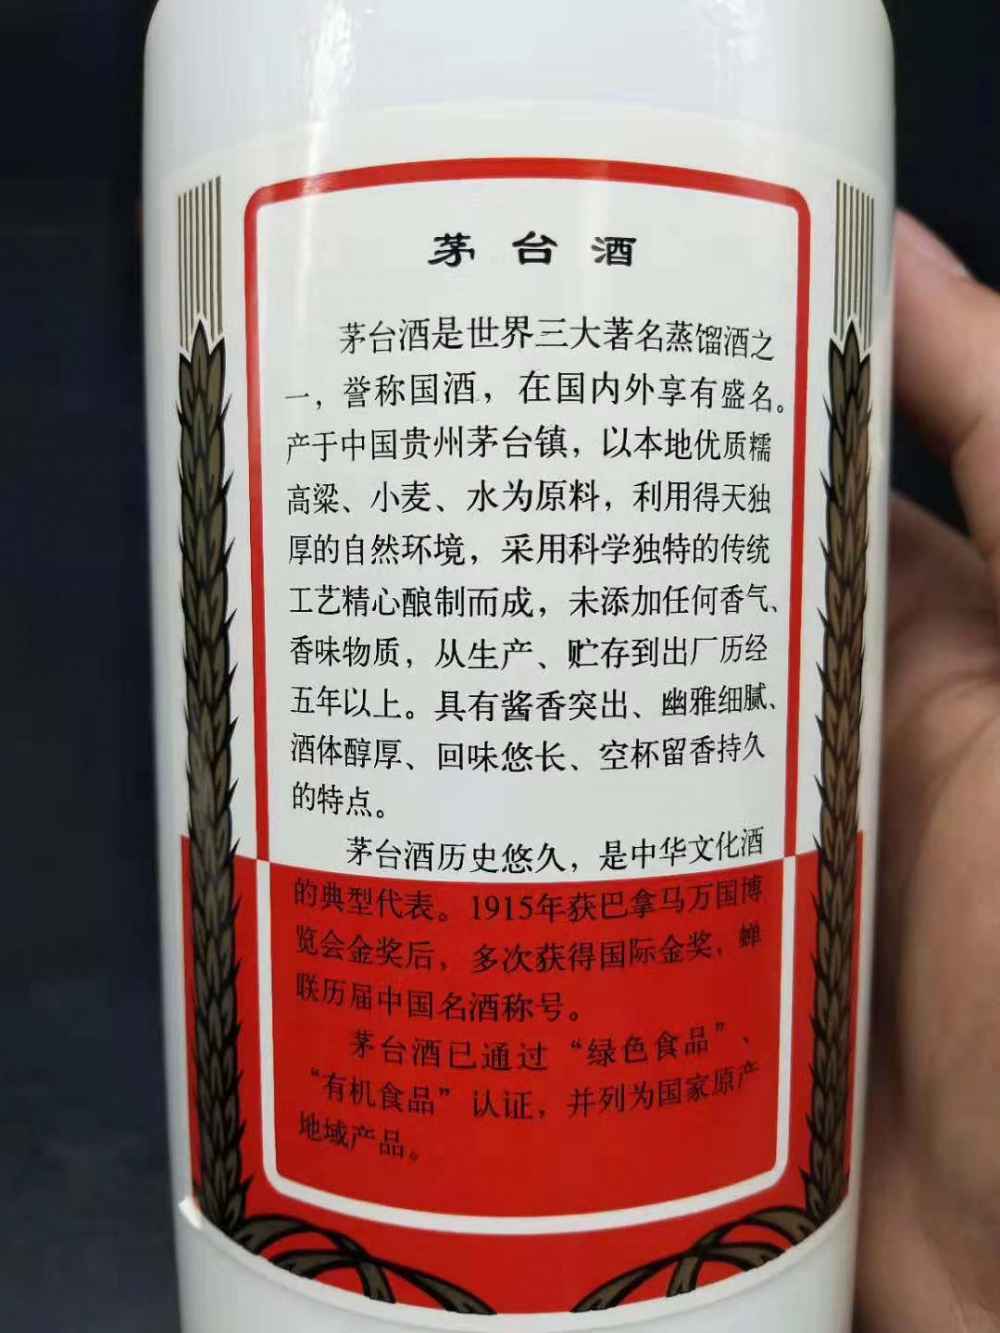 茅台酒
茅台酒是世界三大著名蒸馏酒之
一，誉称国酒，在国内外享有盛名。
产于中国贵州茅台镇，以本地优质糯
高粱、小麦、水为原料，利用得天独
厚的自然环境，采用科学独特的传统
工艺精心酿制而成，未添加任何香气、
香味物质，从生产、贮存到出厂历经
五年以上。具有酱香突出、幽雅细腻、
酒体醇厚、回味悠长、空杯留香持久
的特点。
茅台酒历史悠久，是中华文化酒
的典型代表。1915年获巴拿马万国博
览会金奖后，多次获得国际金奖，蝉
联历届中国名酒称号。
茅台酒已通过“绿色食品”、
“有机食品”认证，并列为国家原产
地域产品。